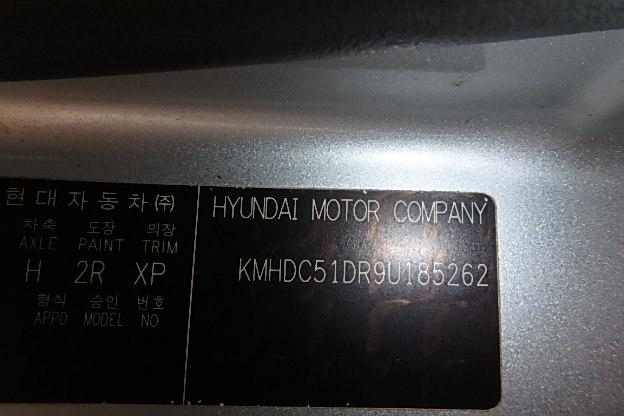 현대자동차(주)
차축 도장 의장
AXLE PAINT TRIM
H 2R XP
형식 승인 번호
APPD MODEL NO
HYUNDAI MOTOR COMPANY
KMHDC51DR9U185262